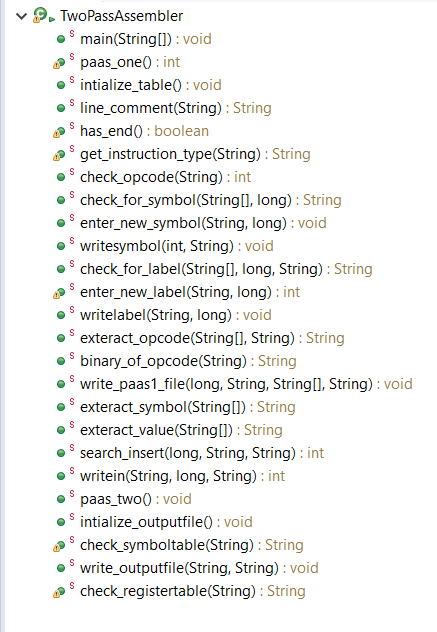 TwoPassAssembler
S main(String[]) : void
S paas_one() : int
S intialize_table() : void
S line_comment(String) : String
S has_end() : boolean
S get_instruction_type(String) : String
S check_opcode(String) : int
S check_for_symbol(String[], long) : String
S enter_new_symbol(String, long) : void
S writesymbol(int, String) : void
S check_for_label(String[], long, String) : String
S enter_new_label(String, long) : int
S writelabel(String, long) : void
S exteract_opcode(String[], String) : String
S binary_of_opcode(String) : String
S write_paas1_file(long, String, String[], String) : void
S exteract_symbol(String[]) : String
S exteract_value(String[]) : String
S search_insert(long, String, String) : int
S writein(String, long, String) : int
S paas_two() : void
S intialize_outputfile() : void
S check_symboltable(String) : String
S write_outputfile(String, String) : void
S check_registertable(String) : String